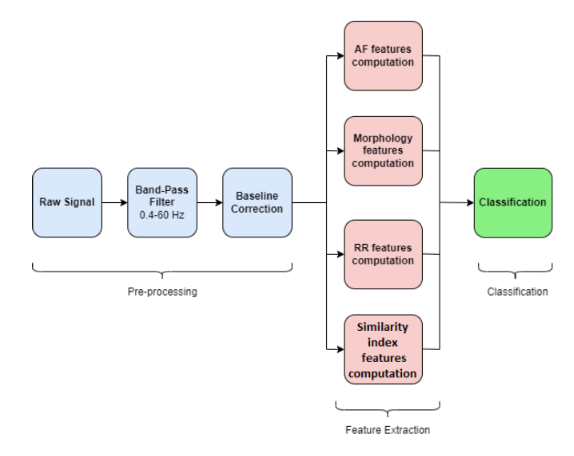 AF features
computation
Morphology
features
computation
Raw Signal
Band-Pass
Filter
0.4-60 Hz
Baseline
Correction
Classification
RR features
computation
Similarity
index
features
computation
Pre-processing
Classification
Feature Extraction